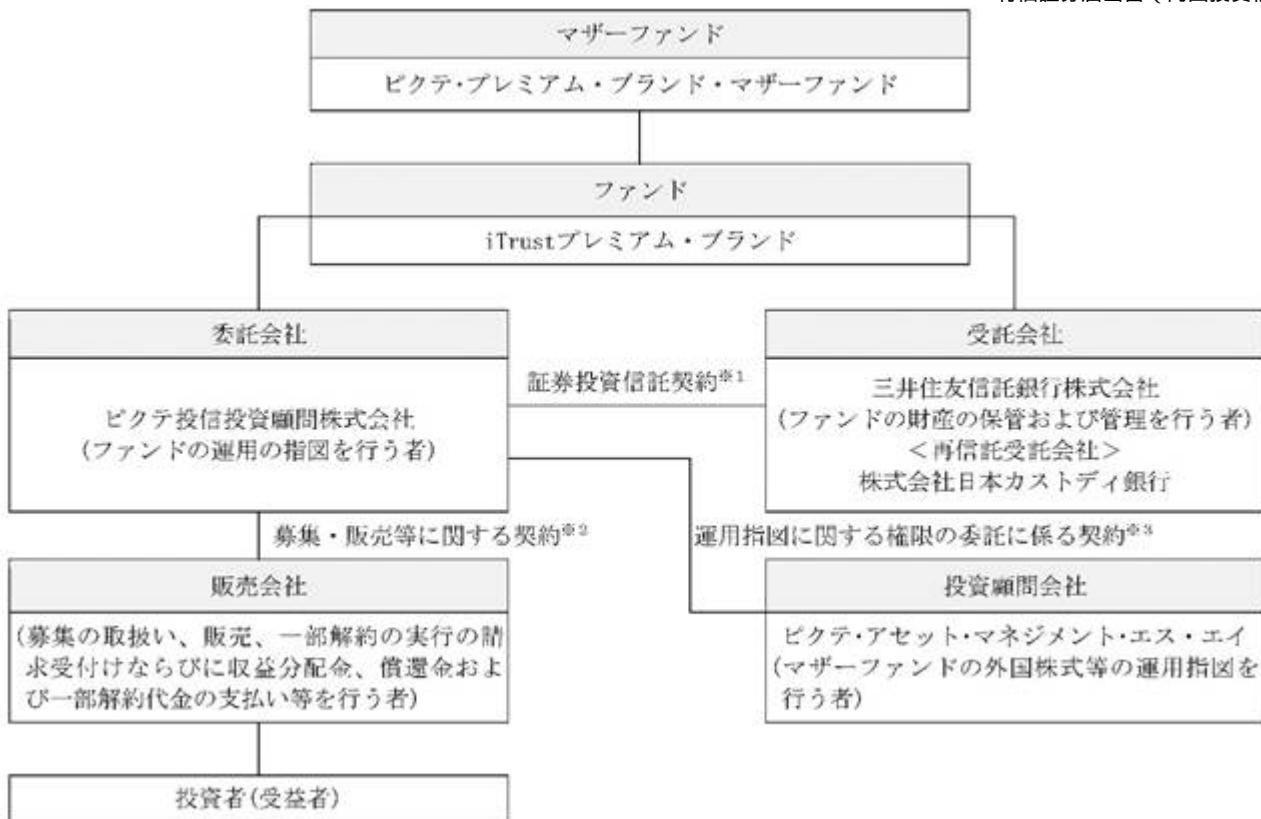 マザーファンド
ピクテ・プレミアム・ブランド・マザーファンド
ファンド
iTrustプレミアム・ブランド
委託会社
ピクテ投信投資顧問株式会社
(ファンドの運用の指図を行う者)
証券投資信託契約※1
受託会社
三井住友信託銀行株式会社
(ファンドの財産の保管および管理を行う者)
＜再信託受託会社＞
株式会社日本カストディ銀行
募集・販売等に関する契約※2
運用指図に関する権限の委託に係る契約※3
販売会社
(募集の取扱い、販売、一部解約の実行の請
求受付けならびに収益分配金、償還金およ
び一部解約代金の支払い等を行う者)
投資顧問会社
ピクテ・アセット・マネジメント・エス・エイ
(マザーファンドの外国株式等の運用指図を
行う者)
投資者(受益者)